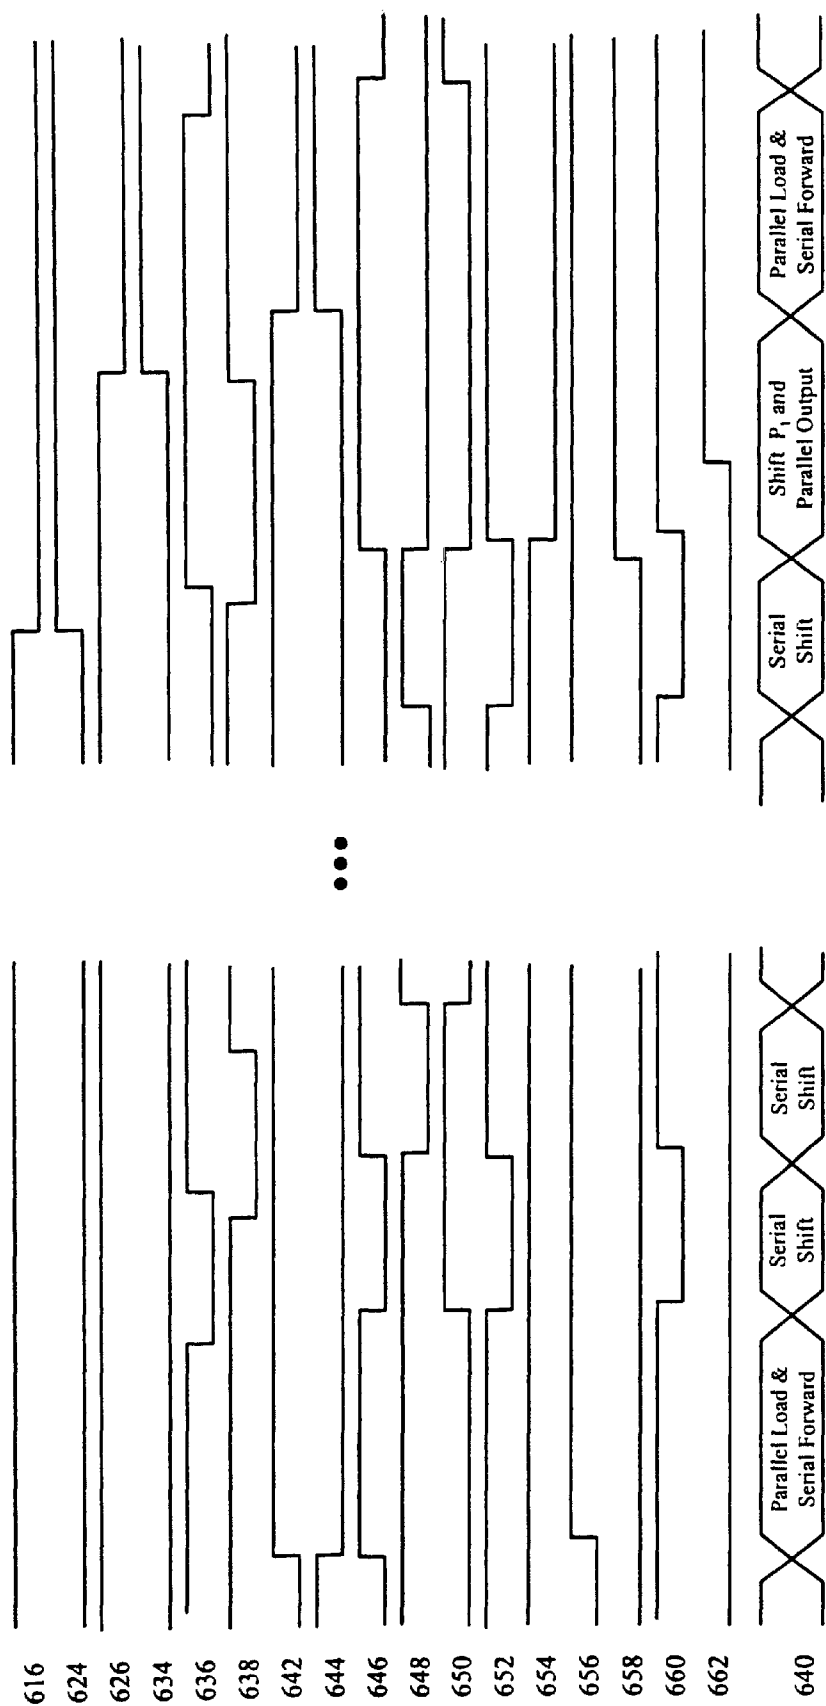 616
624
626
634
636
638
642
644
646
648
650
652
654
656
658
660
662
640
Parallel Load &
Serial Forward
Serial
Shift
Serial
Shift
Serial
Shift
Shift P1 and
Parallel Output
Parallel Load &
Serial Forward